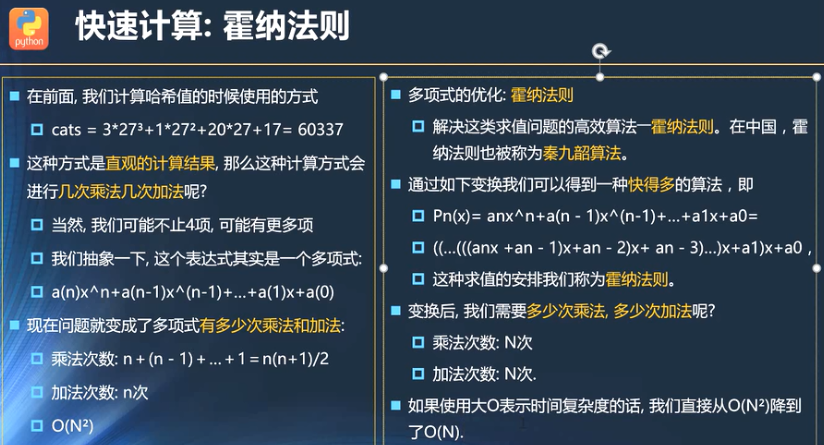 python
快速计算: 霍纳法则
在前面, 我们计算哈希值的时候使用的方式
cats = 3*27³+1*27²+20*27+17= 60337
这种方式是直观的计算结果, 那么这种计算方式会
进行几次乘法几次加法呢?
当然, 我们可能不止4项, 可能有更多项
我们抽象一下, 这个表达式其实是一个多项式:
a(n)x^n+a(n-1)x^(n-1)+…+a(1)x+a(0)
现在问题就变成了多项式有多少次乘法和加法:
乘法次数: n＋(n－1)＋…＋1＝n(n+1)/2
加法次数: n次
O(N²)
多项式的优化: 霍纳法则
解决这类求值问题的高效算法―霍纳法则。在中国，霍
纳法则也被称为秦九韶算法。
通过如下变换我们可以得到一种快得多的算法，即
Pn(x)= anx^n+a(n－1)x^(n-1)+…+a1x+a0=
((…(((anx +an－1)x+an－2)x+ an－3)…)x+a1)x+a0，
这种求值的安排我们称为霍纳法则。
变换后, 我们需要多少次乘法, 多少次加法呢?
乘法次数: N次
加法次数: N次.
如果使用大O表示时间复杂度的话, 我们直接从O(N²)降到
了O(N).